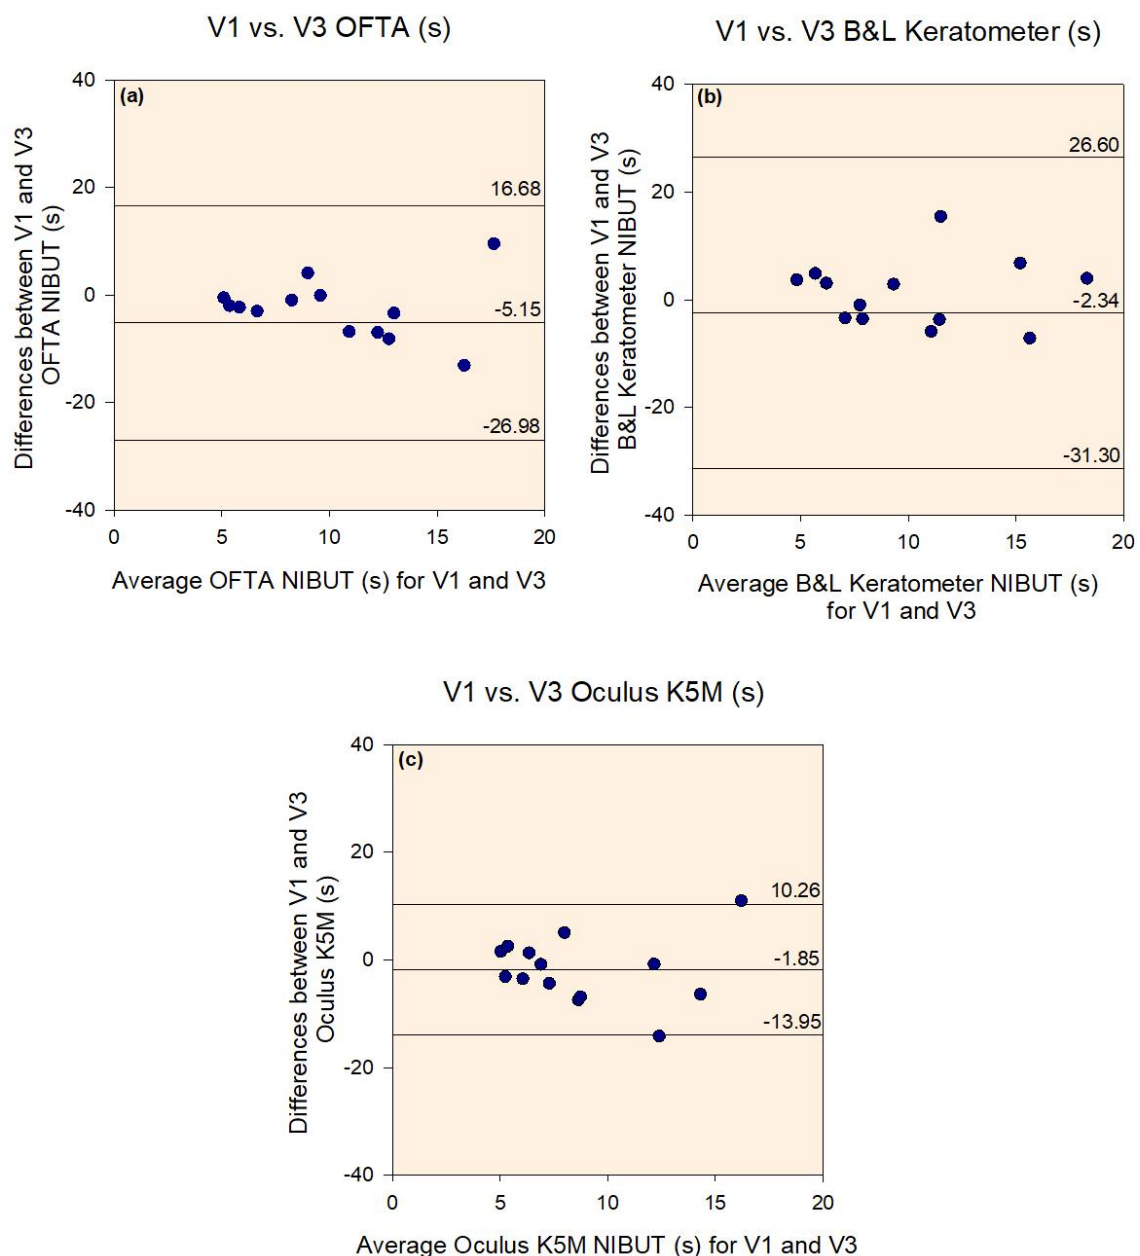 V1 vs. V3 OFTA (s)
(a)
Differences between V1 and V3
OFTA NIBUT (s)
40
20
0
-20
-40
16.68
-5.15
-26.98
0
5
10
15
20
Average OFTA NIBUT (s) for V1 and V3
V1 vs. V3 B&L Keratometer (s)
(b)
Differences between V1 and V3
B&L Keratometer NIBUT (s)
40
20
0
-20
-40
26.60
-2.34
-31.30
0
5
10
15
20
Average B&L Keratometer NIBUT (s)
for V1 and V3
V1 vs. V3 Oculus K5M (s)
(c)
Differences between V1 and V3
Oculus K5M (s)
40
20
0
-20
-40
10.26
-1.85
-13.95
0
5
10
15
20
Average Oculus K5M NIBUT (s) for V1 and V3